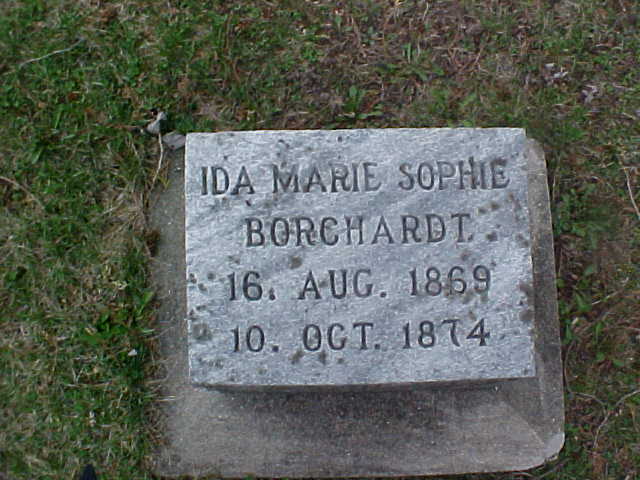 IDA MARIE SOPHIE
BORCHARDT.
16. AUG. 1869
10. OCT. 1874